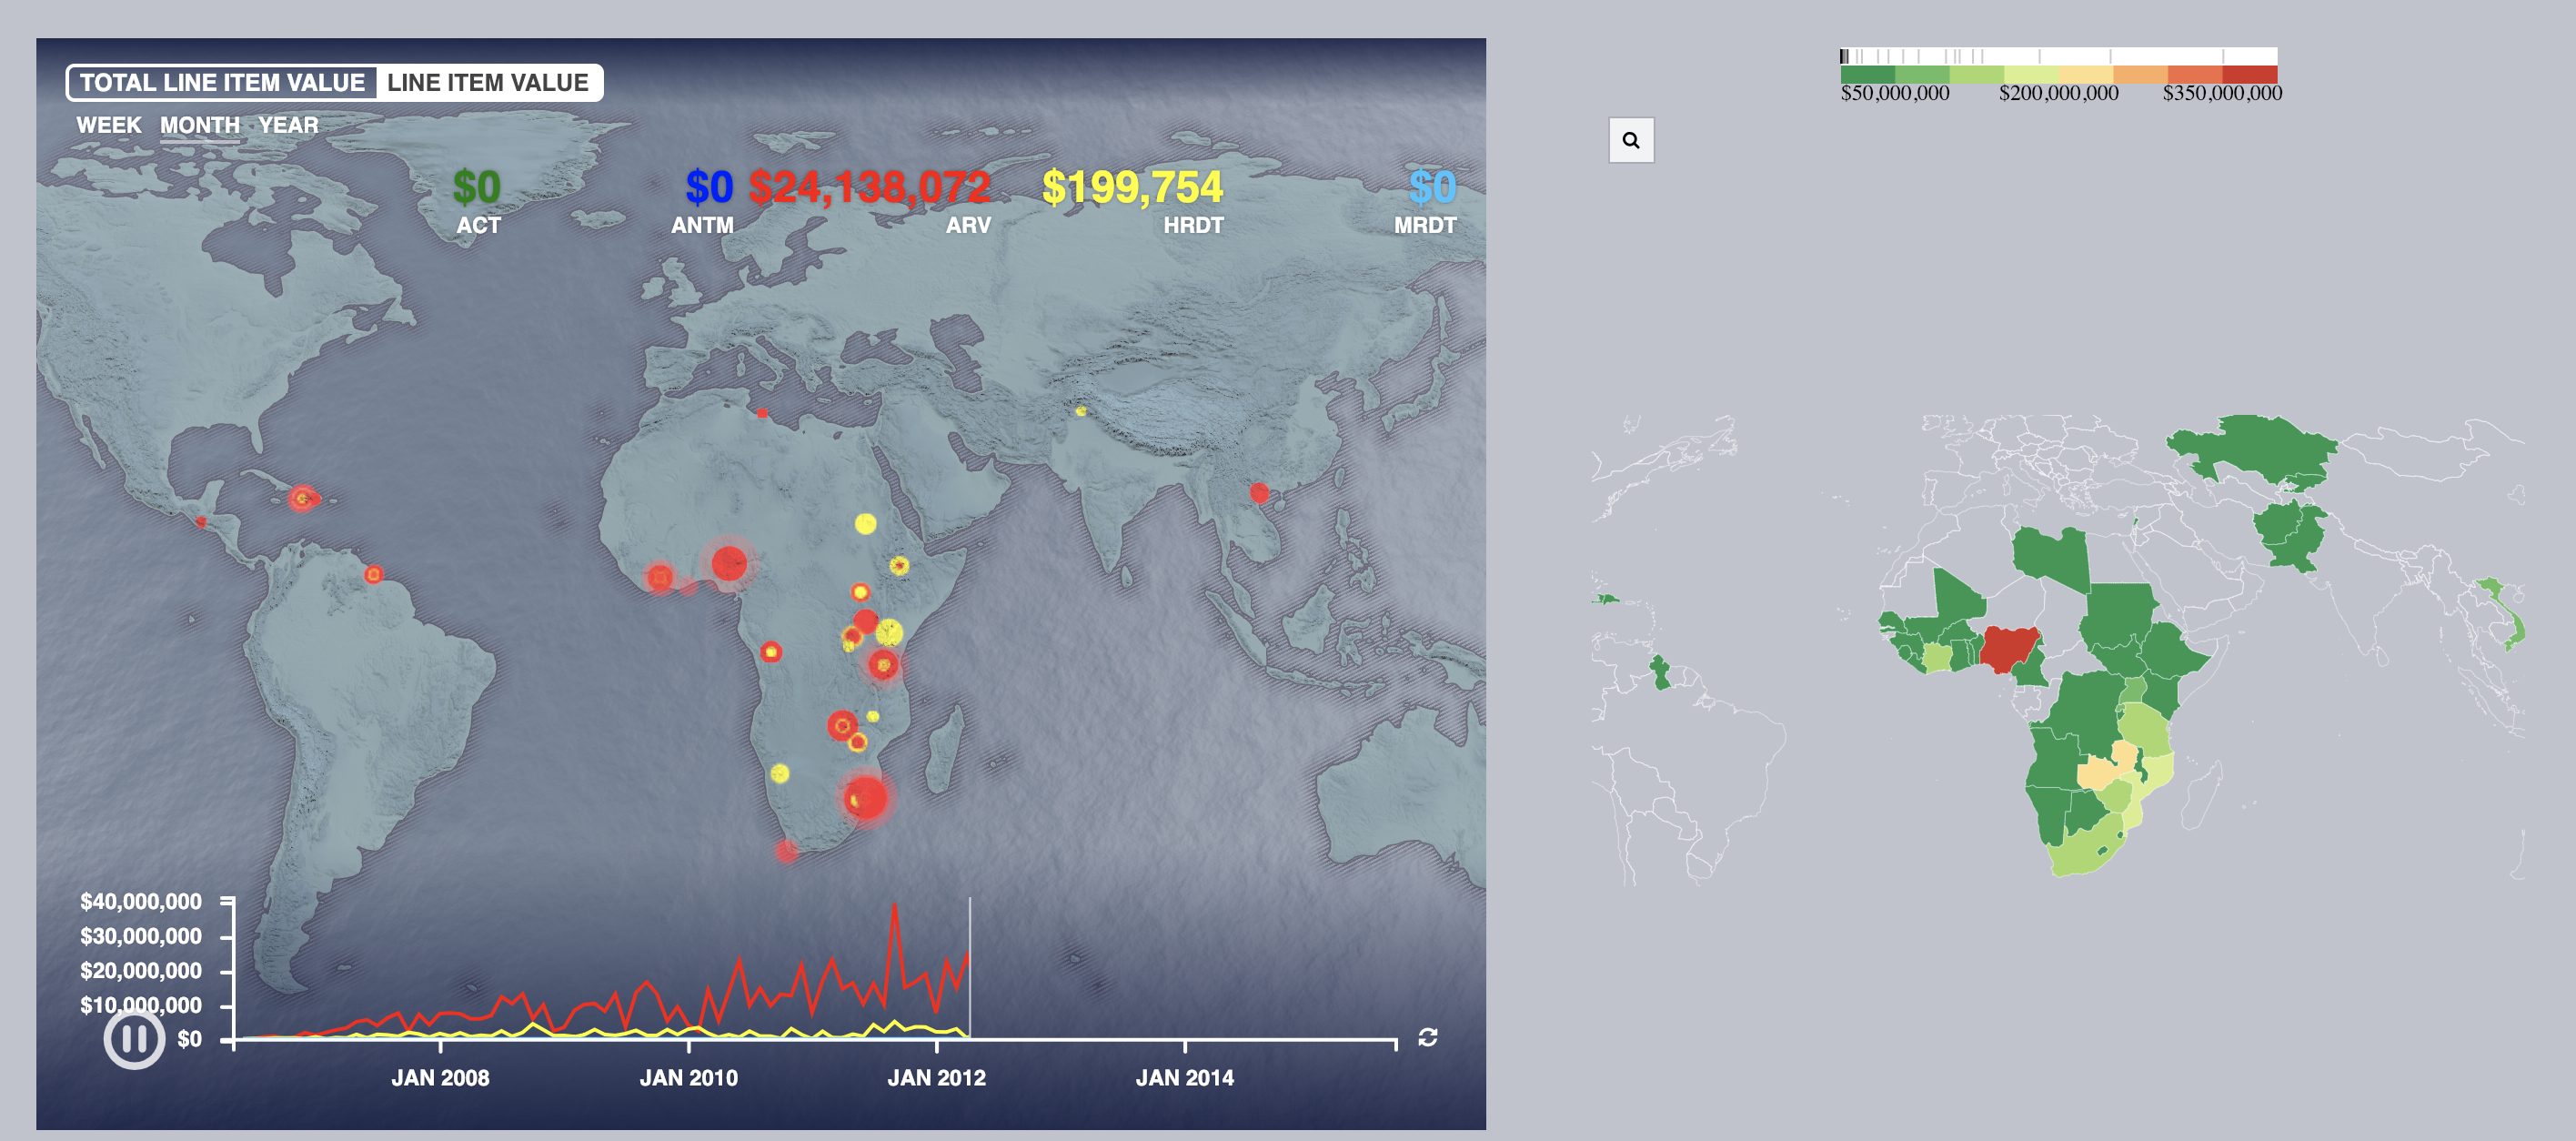 TOTAL LINE ITEM VALUE LINE ITEM VALUE
WEEK MONTH YEAR
$0 $0 $24,138,072 $199,754 $0
ACT ANTM ARV HRDT MRDT
$40,000,000
$30,000,000
$20,000,000
$10,000,000
$0
JAN 2008 JAN 2010 JAN 2012 JAN 2014
$50,000,000 $200,000,000 $350,000,000